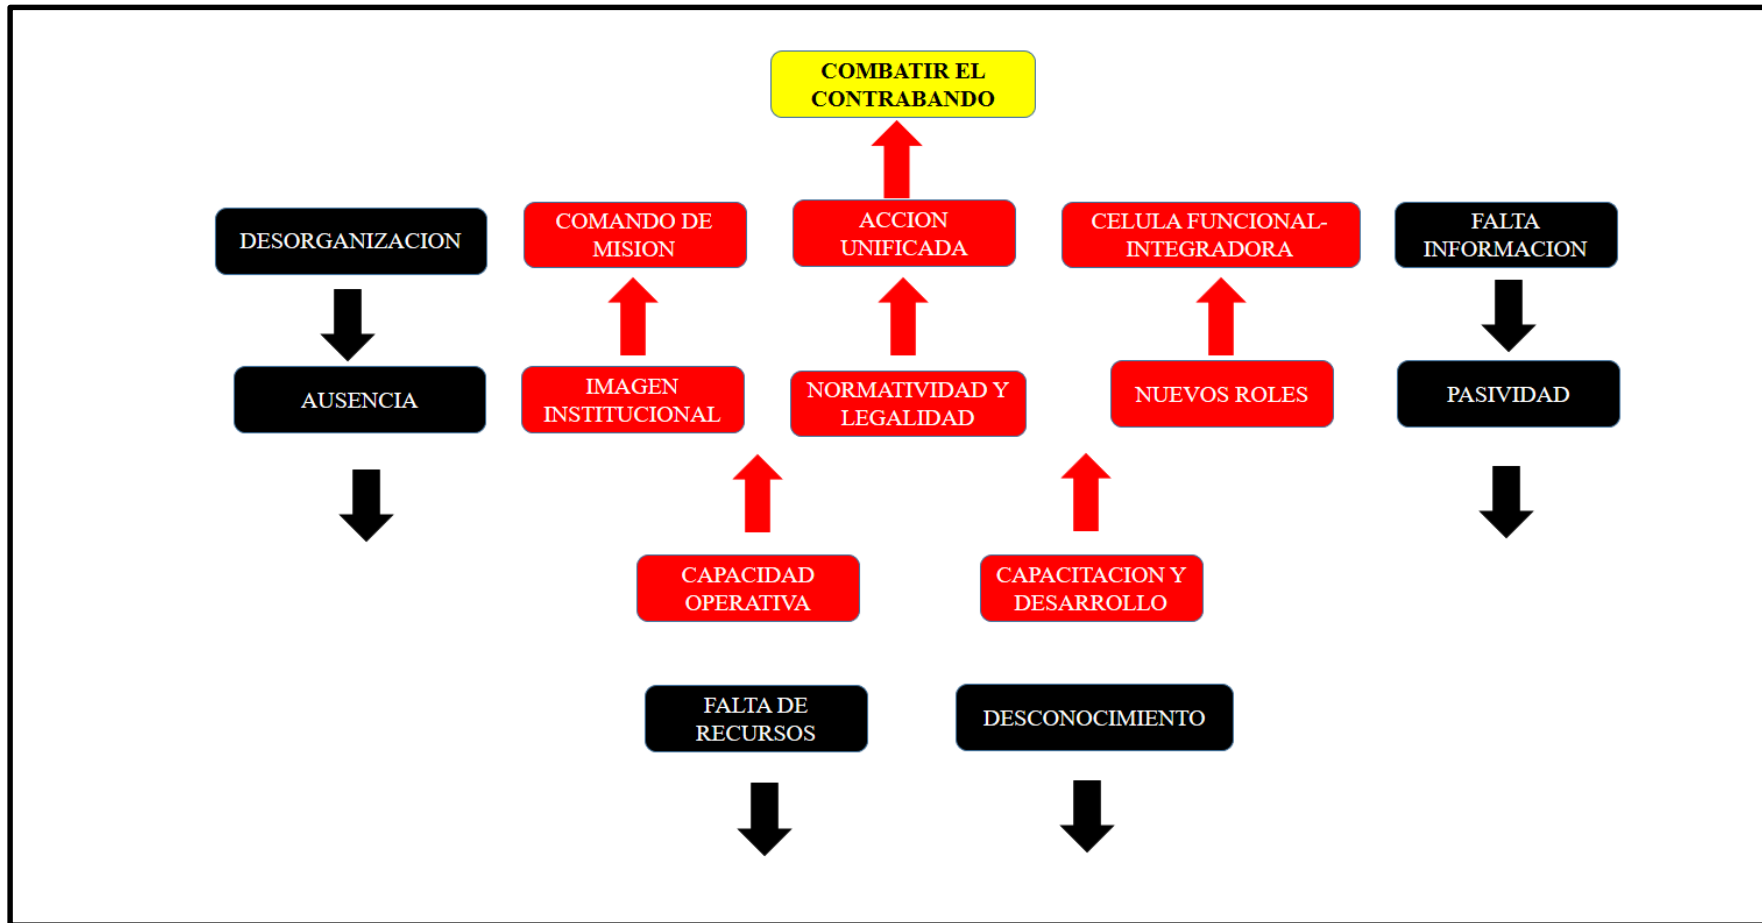 COMBATIR EL
CONTRABANDO
DESORGANIZACION
COMANDO DE
MISION
ACCION
UNIFICADA
CELULA FUNCIONAL-
INTEGRADORA
FALTA
INFORMACION
AUSENCIA
IMAGEN
INSTITUCIONAL
NORMATIVIDAD Y
LEGALIDAD
NUEVOS ROLES
PASIVIDAD
CAPACIDAD
OPERATIVA
CAPACITACION Y
DESARROLLO
FALTA DE
RECURSOS
DESCONOCIMIENTO